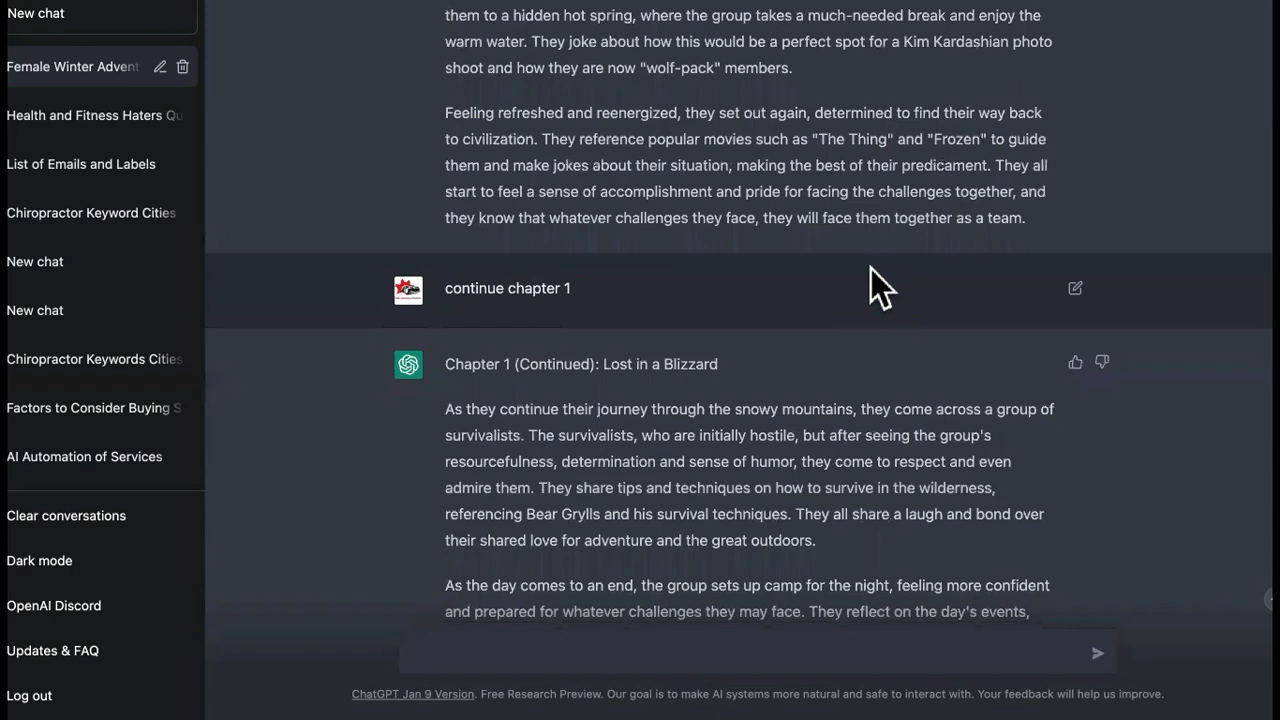 New chat
Female Winter Advent
Health and Fitness Haters Qu
List of Emails and Labels
Chiropractor Keyword Cities
New chat
New chat
Chiropractor Keywords Cities
Factors to Consider Buying S
AI Automation of Services
Clear conversations
Dark mode
OpenAI Discord
Updates & FAQ
Log out
them to a hidden hot spring, where the group takes a much-needed break and enjoy the
warm water. They joke about how this would be a perfect spot for a Kim Kardashian photo
shoot and how they are now "wolf-pack" members.
Feeling refreshed and reenergized, they set out again, determined to find their way back
to civilization. They reference popular movies such as "The Thing" and "Frozen" to guide
them and make jokes about their situation, making the best of their predicament. They all
start to feel a sense of accomplishment and pride for facing the challenges together, and
they know that whatever challenges they face, they will face them together as a team.
continue chapter 1
Chapter 1 (Continued): Lost in a Blizzard
As they continue their journey through the snowy mountains, they come across a group of
survivalists. The survivalists, who are initially hostile, but after seeing the group's
resourcefulness, determination and sense of humor, they come to respect and even
admire them. They share tips and techniques on how to survive in the wilderness,
referencing Bear Grylls and his survival techniques. They all share a laugh and bond over
their shared love for adventure and the great outdoors.
As the day comes to an end, the group sets up camp for the night, feeling more confident
and prepared for whatever challenges they may face. They reflect on the day's events,
ChatGPT Jan 9 Version. Free Research Preview. Our goal is to make AI systems more natural and safe to interact with. Your feedback will help us improve.